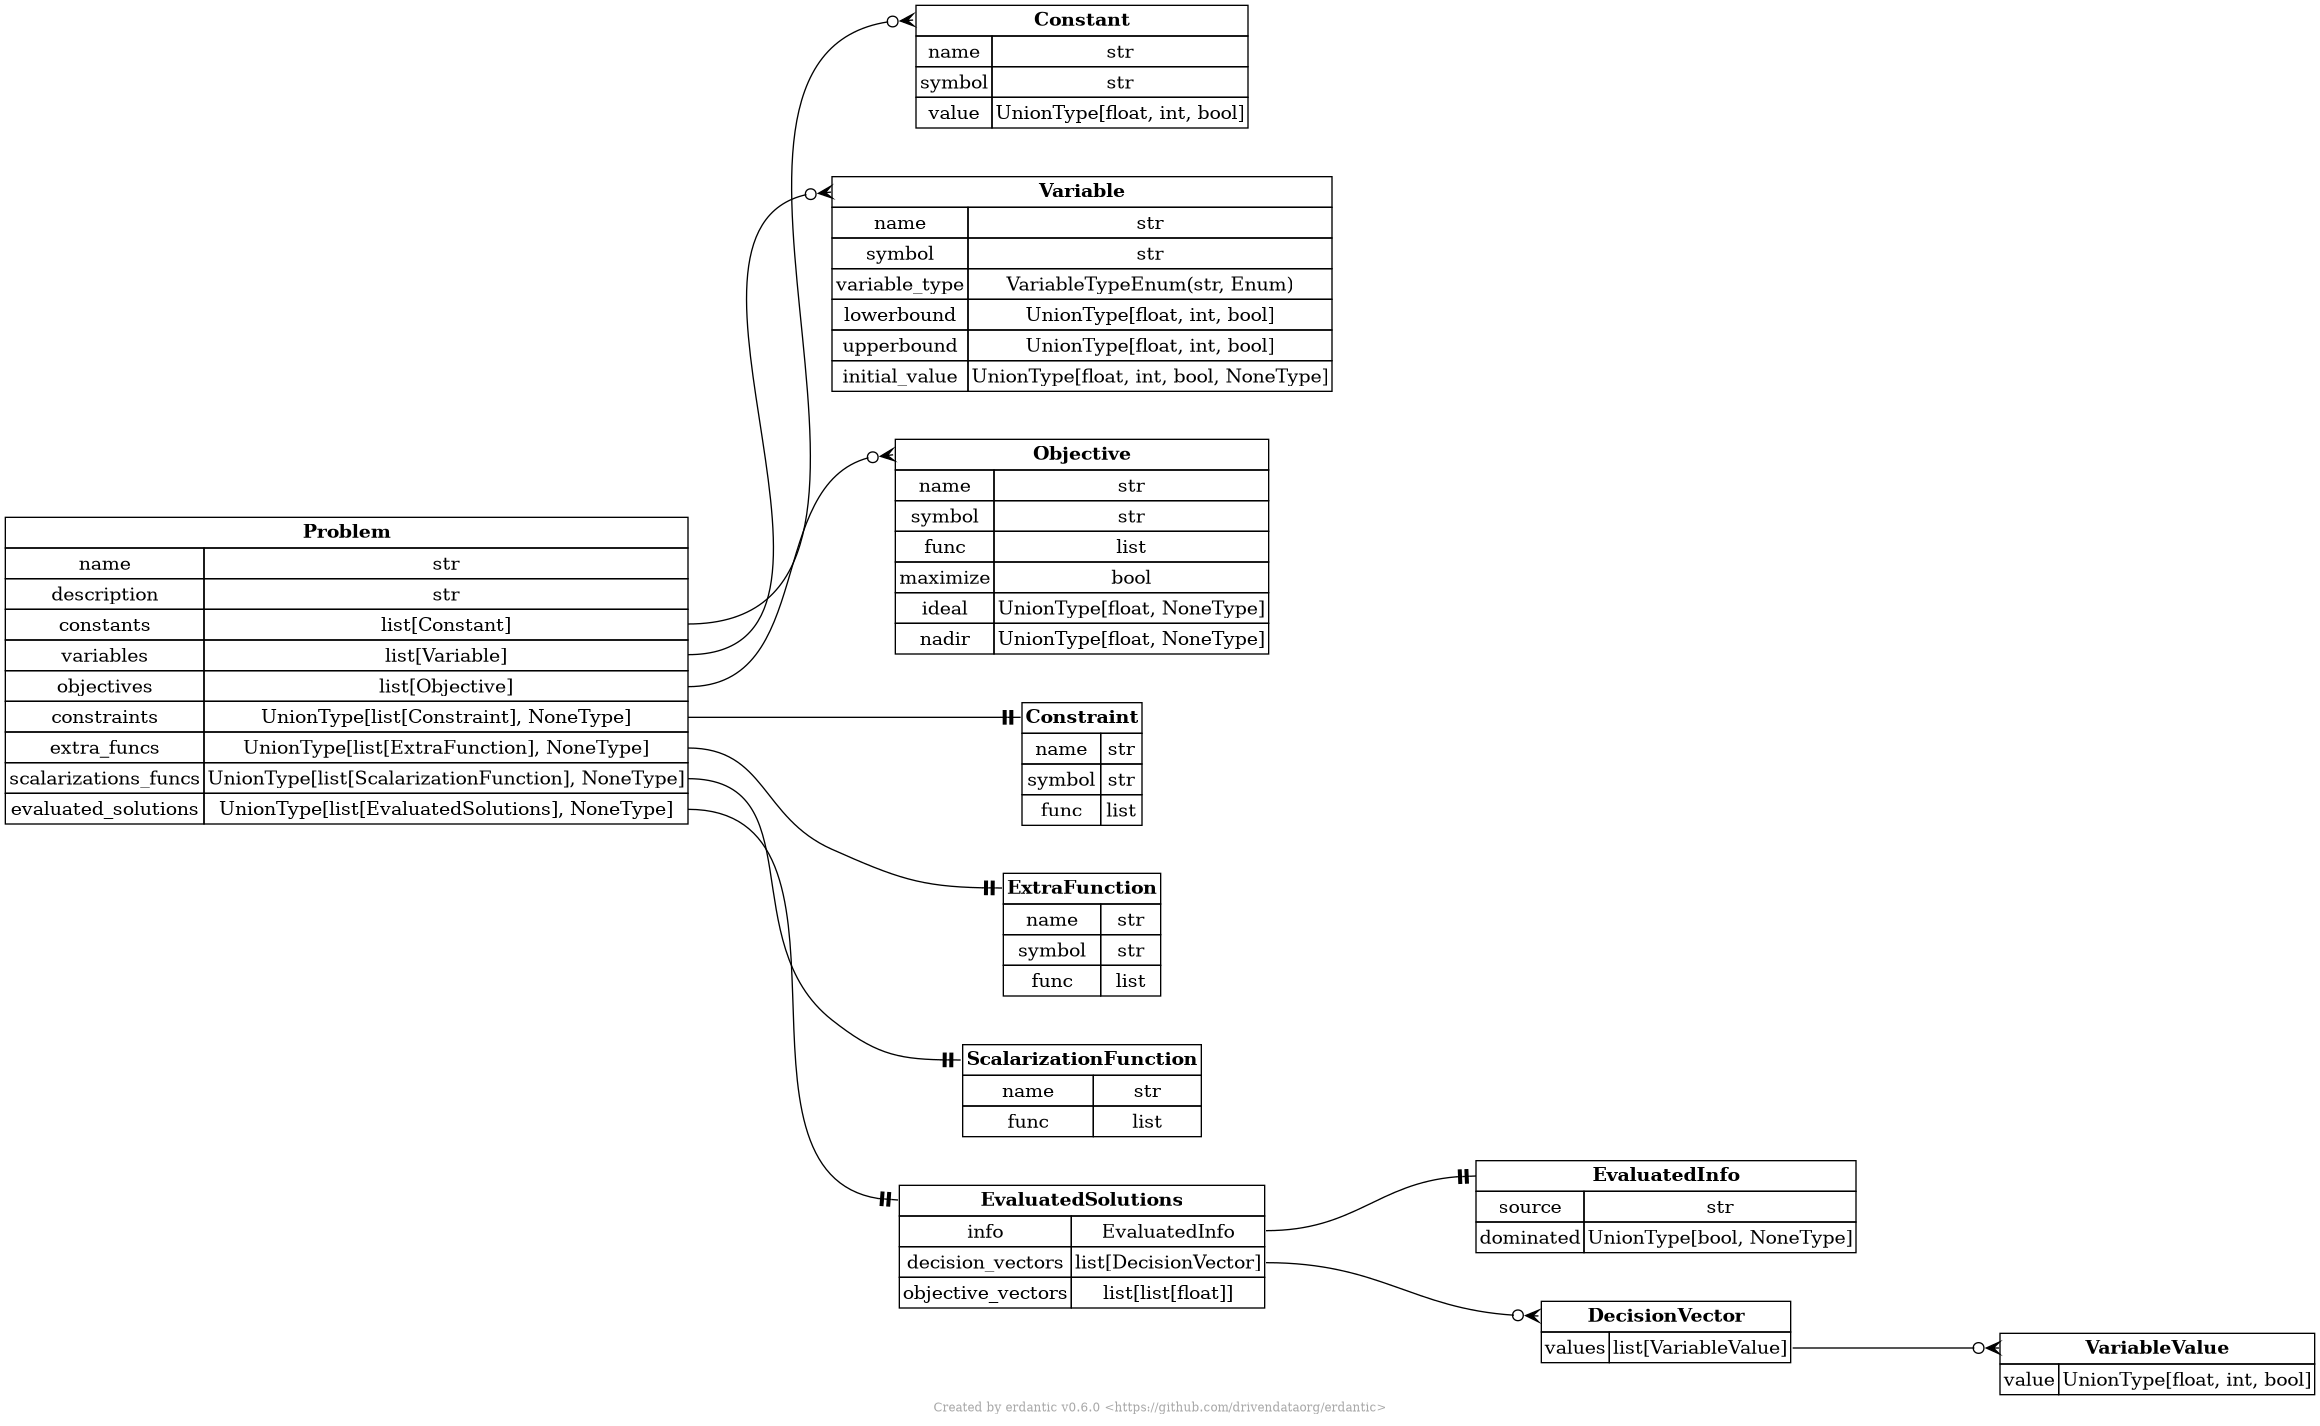 Constant
name str
symbol str
value UnionType[float, int, bool]
Variable
name str
symbol str
variable_type VariableTypeEnum(str, Enum)
lowerbound UnionType[float, int, bool]
upperbound UnionType[float, int, bool]
initial_value UnionType[float, int, bool, NoneType]
Objective
name str
symbol str
func list
maximize bool
ideal UnionType[float, NoneType]
nadir UnionType[float, NoneType]
Problem
name str
description str
constants list[Constant]
variables list[Variable]
objectives list[Objective]
constraints UnionType[list[Constraint], NoneType]
extra_funcs UnionType[list[ExtraFunction], NoneType]
scalarizations_funcs UnionType[list[ScalarizationFunction], NoneType]
evaluated_solutions UnionType[list[EvaluatedSolutions], NoneType]
Constraint
name str
symbol str
func list
ExtraFunction
name str
symbol str
func list
ScalarizationFunction
name str
func list
EvaluatedSolutions
info EvaluatedInfo
decision_vectors list[DecisionVector]
objective_vectors list[list[float]]
EvaluatedInfo
source str
dominated UnionType[bool, NoneType]
DecisionVector
values list[VariableValue]
VariableValue
value UnionType[float, int, bool]
Created by erdantic v0.6.0 <https://github.com/drivendataorg/erdantic>